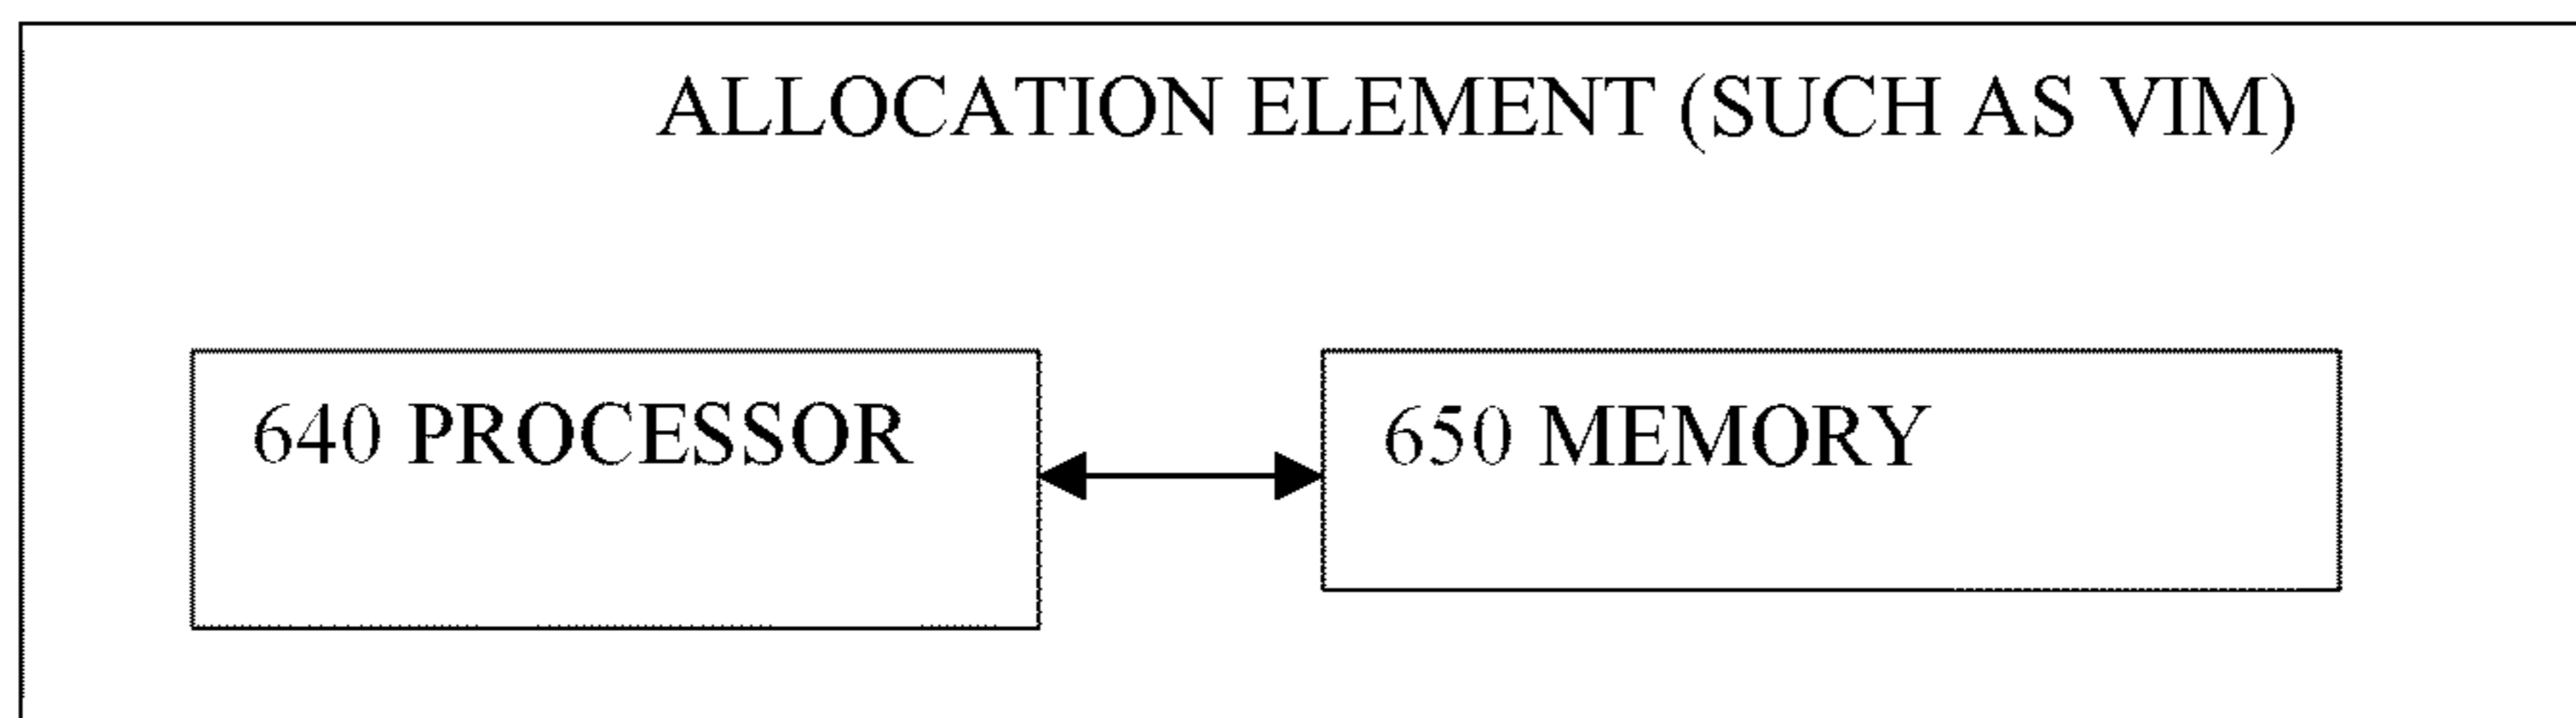 ALLOCATION ELEMENT (SUCH AS VIM)
640 PROCESSOR
650 MEMORY